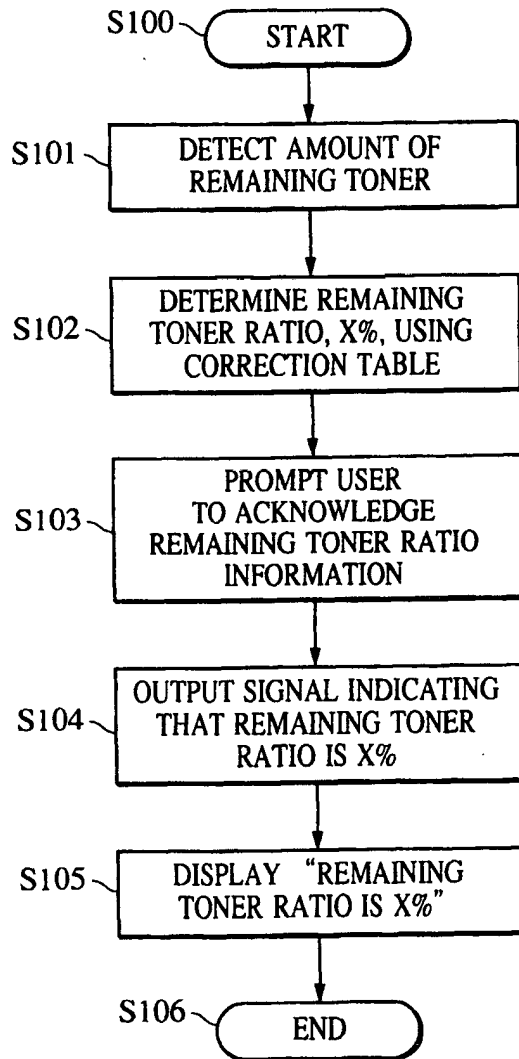 S100
START
S101
DETECT AMOUNT OF
REMAINING TONER
S102
DETERMINE REMAINING
TONER RATIO, X%, USING
CORRECTION TABLE
S103
PROMPT USER
TO ACKNOWLEDGE
REMAINING TONER RATIO
INFORMATION
S104
OUTPUT SIGNAL INDICATING
THAT REMAINING TONER
RATIO IS X%
S105
DISPLAY “REMAINING
TONER RATIO IS X%”
S106
END